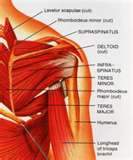 Levator scapulae (cut)
Rhomboideus minor (cut)
SUPRASPINATUS
DELTOID
(cut)
INFRA-
SPINATUS
TERES
MINOR
Rhomboideus
major (cut)
TERES
MAJOR
Humerus
Long head of
triceps brachii